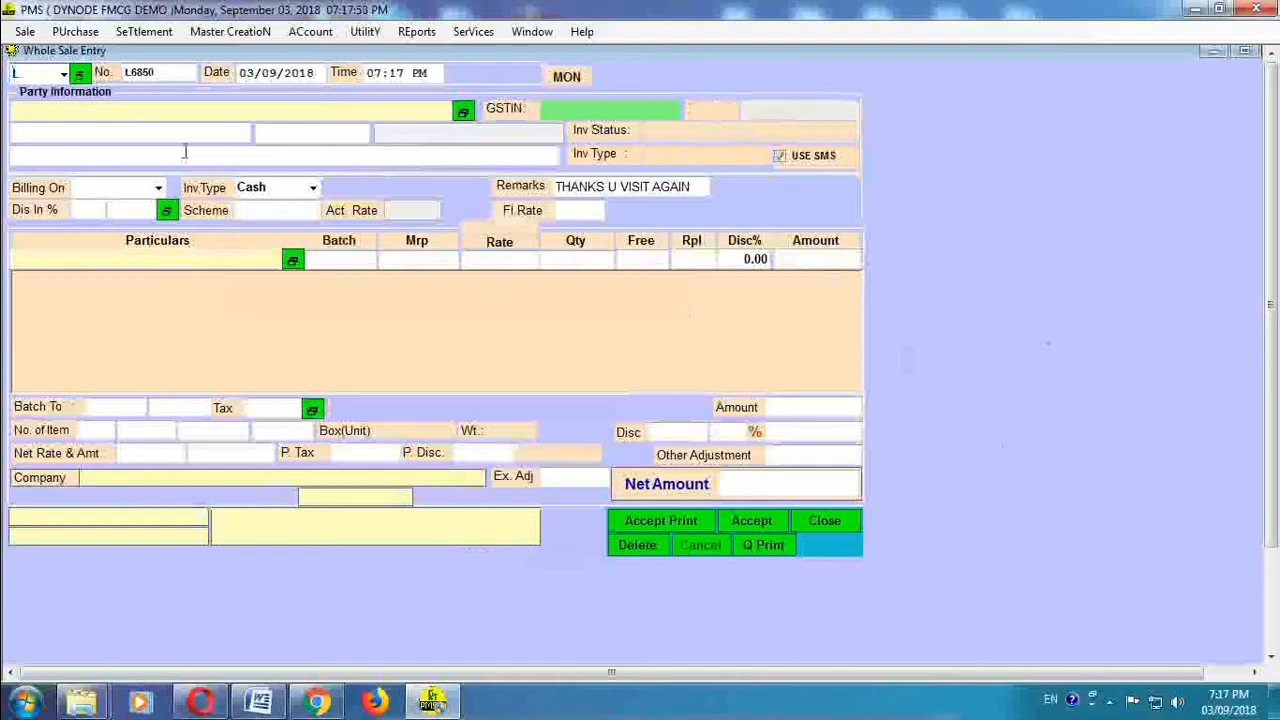 PMS ( DYNODE FMCG DEMO )Monday, September 03, 2018 07:17:53 PM
Sale PUrchase SeTtlement Master CreatioN ACcount UtilitY REports SerVices Window Help
Whole Sale Entry
L No. L6850 Date 03/09/2018 Time 07:17 PM MON
Party Information
GSTIN:
Inv Status:
Inv Type : USE SMS
Billing On Inv.Type Cash Remarks THANKS U VISIT AGAIN
Dis In % Scheme Act Rate Fl.Rate
Particulars Batch Mrp Rate Qty Free Rpl Disc% Amount
0.00
Batch To Tax Amount
No. of Item Box(Unit) Wt.: Disc %
Net Rate & Amt P. Tax P. Disc. Other Adjustment
Company Ex. Adj Net Amount
Accept Print Accept Close
Delete Cancel Q Print
EN 7:17 PM
03/09/2018